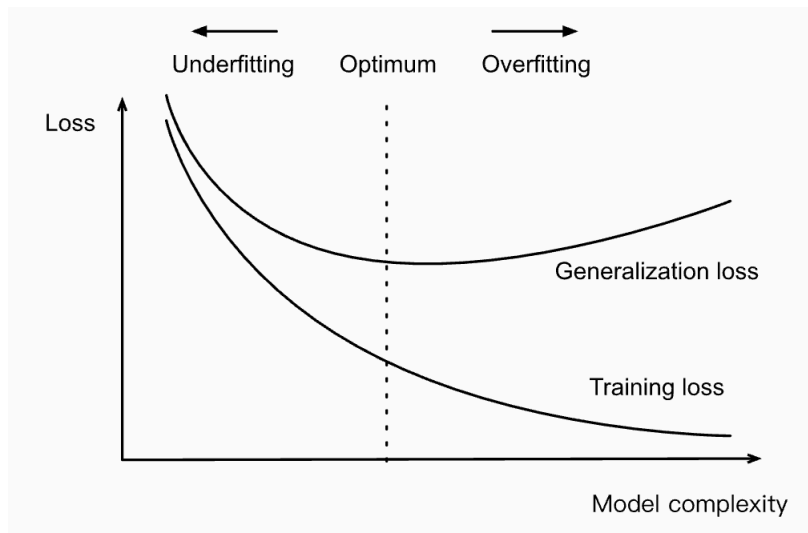 Underfitting Optimum Overfitting
Loss
Generalization loss
Training loss
Model complexity